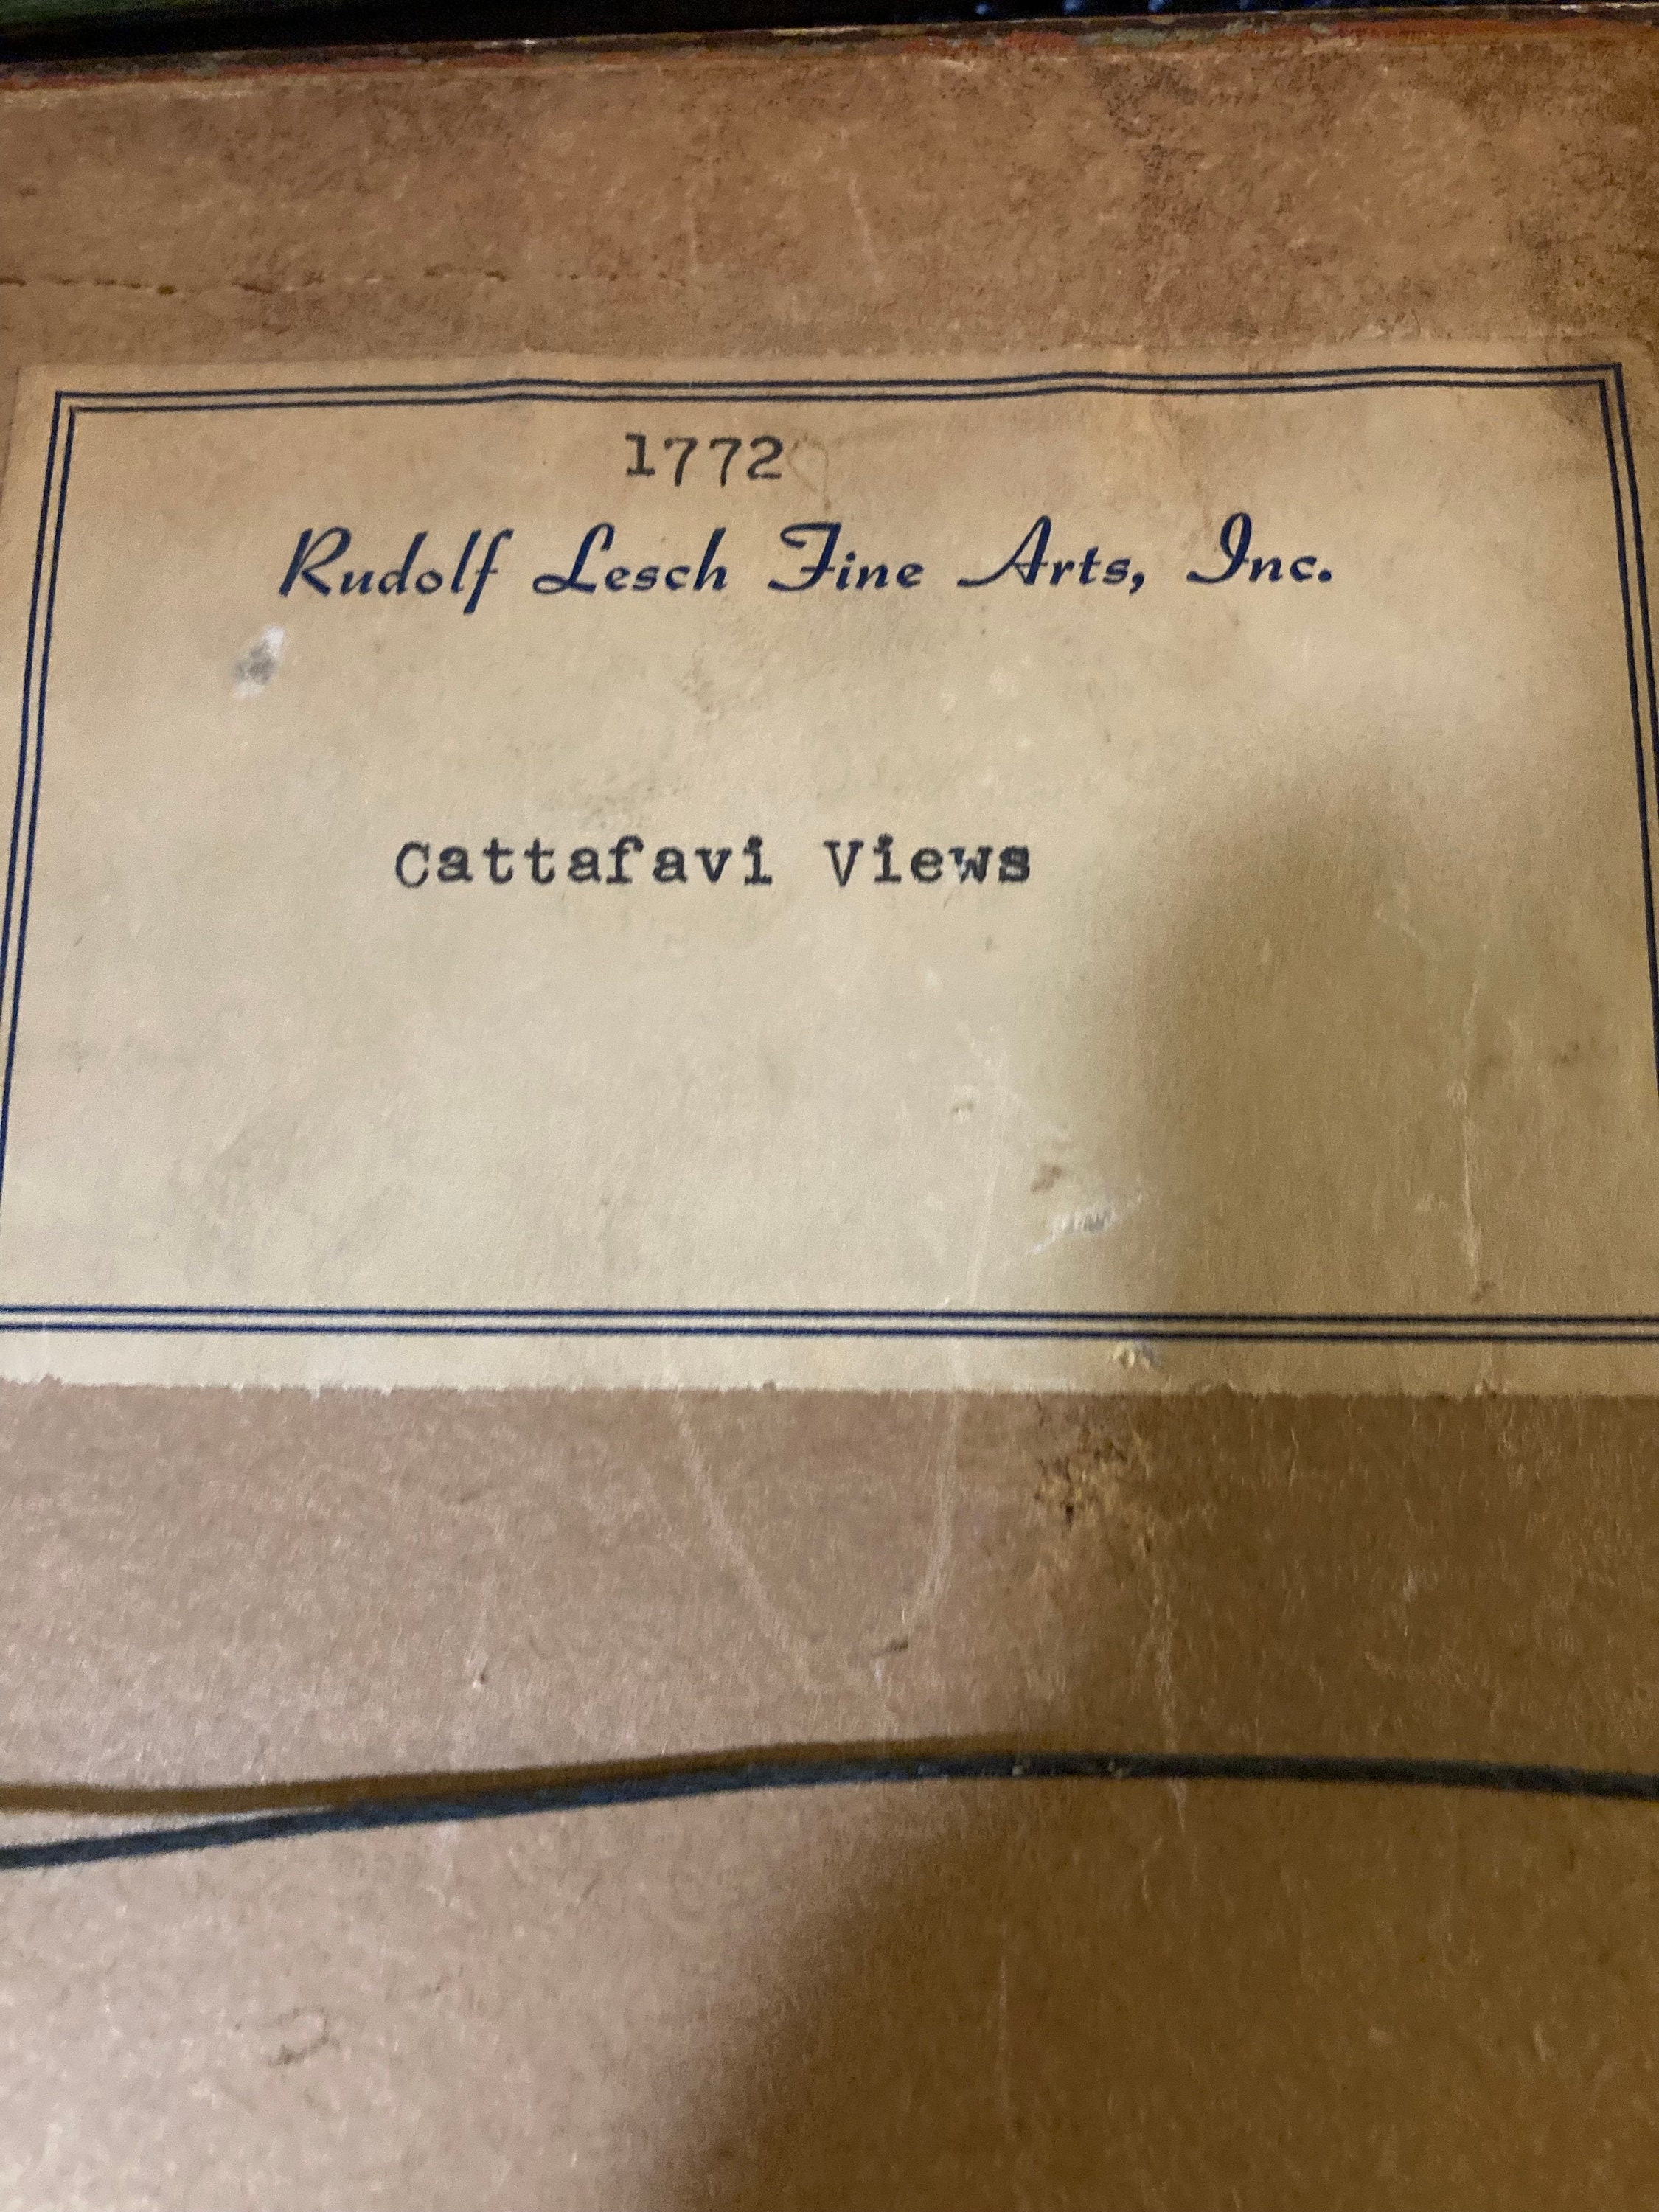 1772
Rudolf Lesch Fine Arts, Inc.
Cattafavi Views